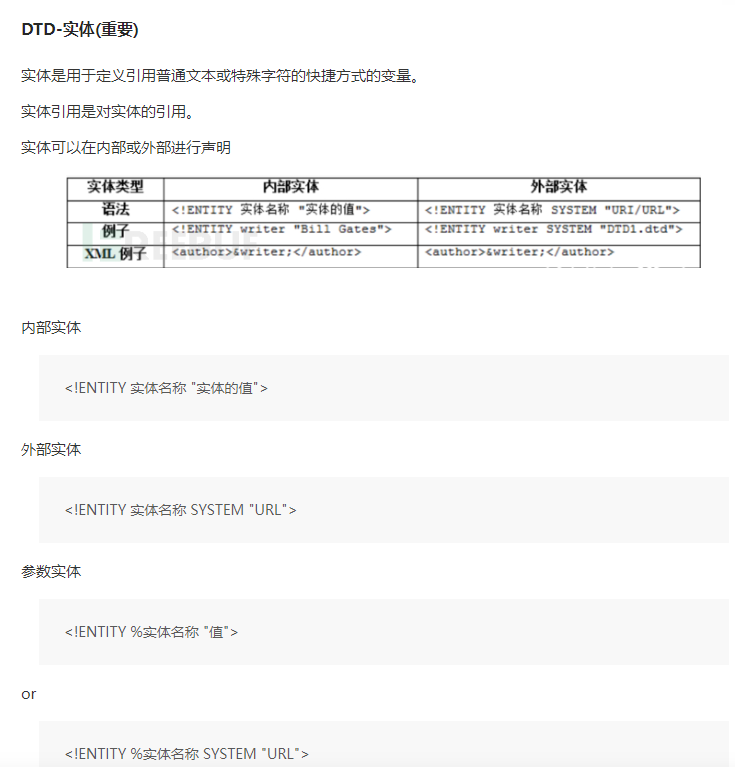 DTD-实体(重要)
实体是用于定义引用普通文本或特殊字符的快捷方式的变量。
实体引用是对实体的引用。
实体可以在内部或外部进行声明
实体类型 内部实体 外部实体
语法 <!ENTITY 实体名称 "实体的值"> <!ENTITY 实体名称 SYSTEM "URI/URL">
例子 <!ENTITY writer "Bill Gates"> <!ENTITY writer SYSTEM "DTD1.dtd">
XML 例子 <author>&writer;</author> <author>&writer;</author>
内部实体
<!ENTITY 实体名称 "实体的值">
外部实体
<!ENTITY 实体名称 SYSTEM "URL">
参数实体
<!ENTITY %实体名称 "值">
or
<!ENTITY %实体名称 SYSTEM "URL">